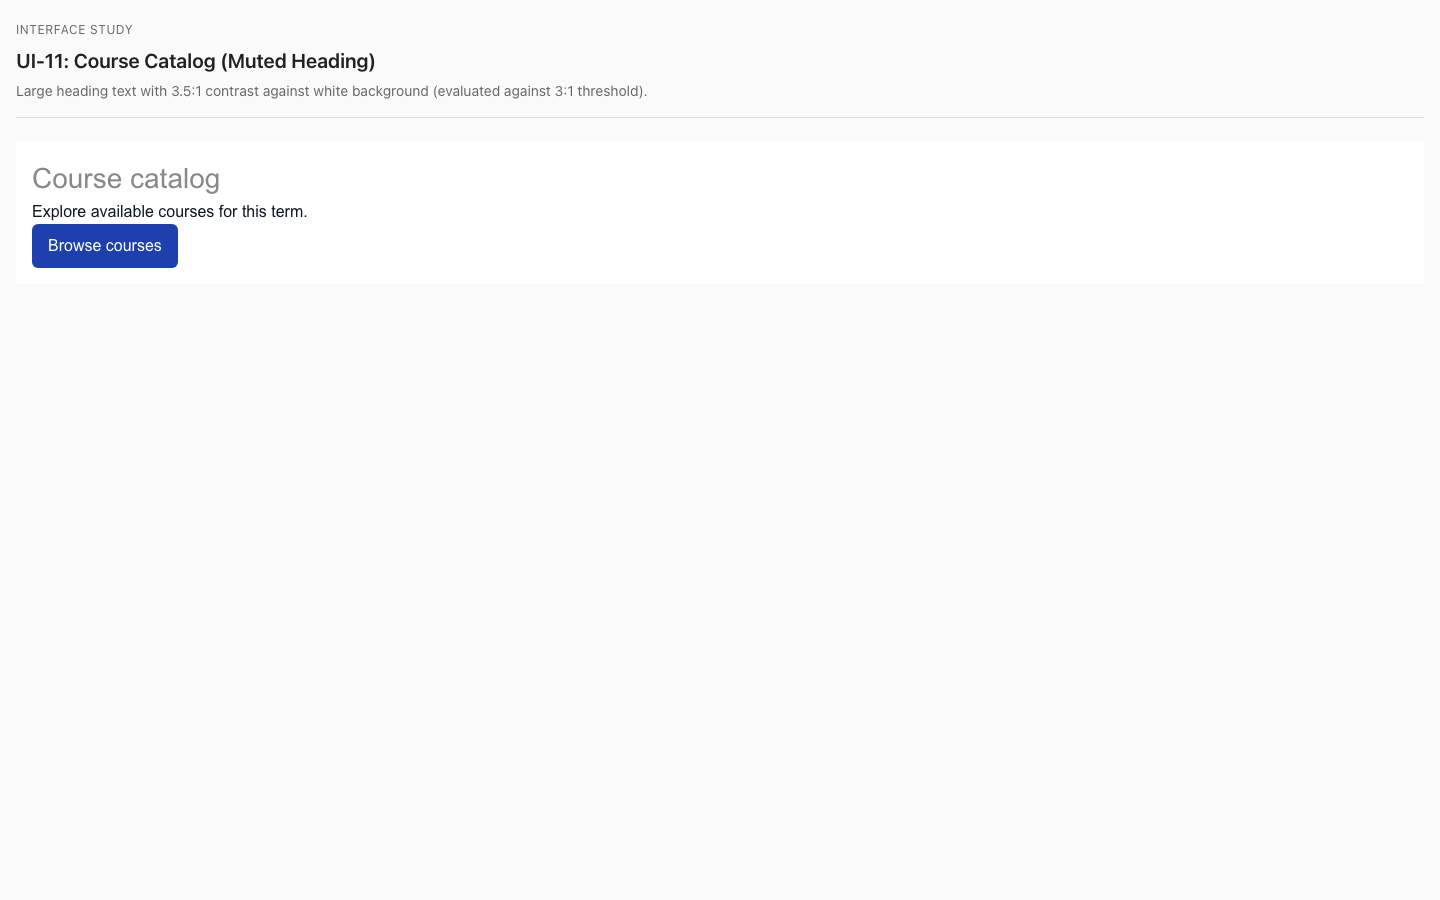 INTERFACE STUDY
UI-11: Course Catalog (Muted Heading)
Large heading text with 3.5:1 contrast against white background (evaluated against 3:1 threshold).
Course catalog
Explore available courses for this term.
Browse courses